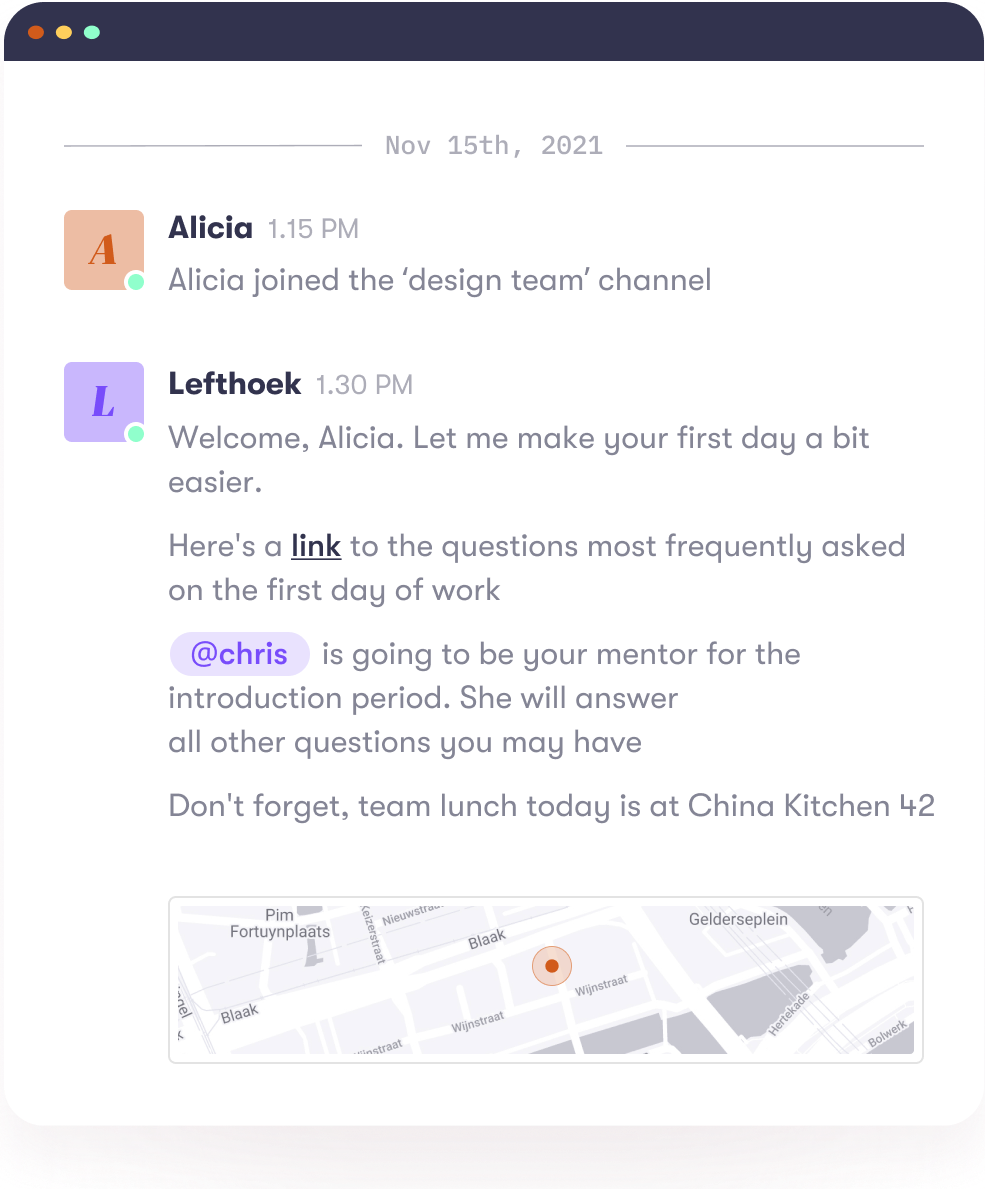 Nov 15th, 2021
A
Alicia 1.15 PM
Alicia joined the ‘design team’ channel
L
Lefthoek 1.30 PM
Welcome, Alicia. Let me make your first day a bit
easier.
Here's a link to the questions most frequently asked
on the first day of work
@chris is going to be your mentor for the
introduction period. She will answer
all other questions you may have
Don't forget, team lunch today is at China Kitchen 42
Pim
Fortuynplaats
Keizerstraat
Blaak
Gelderseplein
Blaak
Wijnstraat
Wijnstraat
Hertekade
Bolwerk